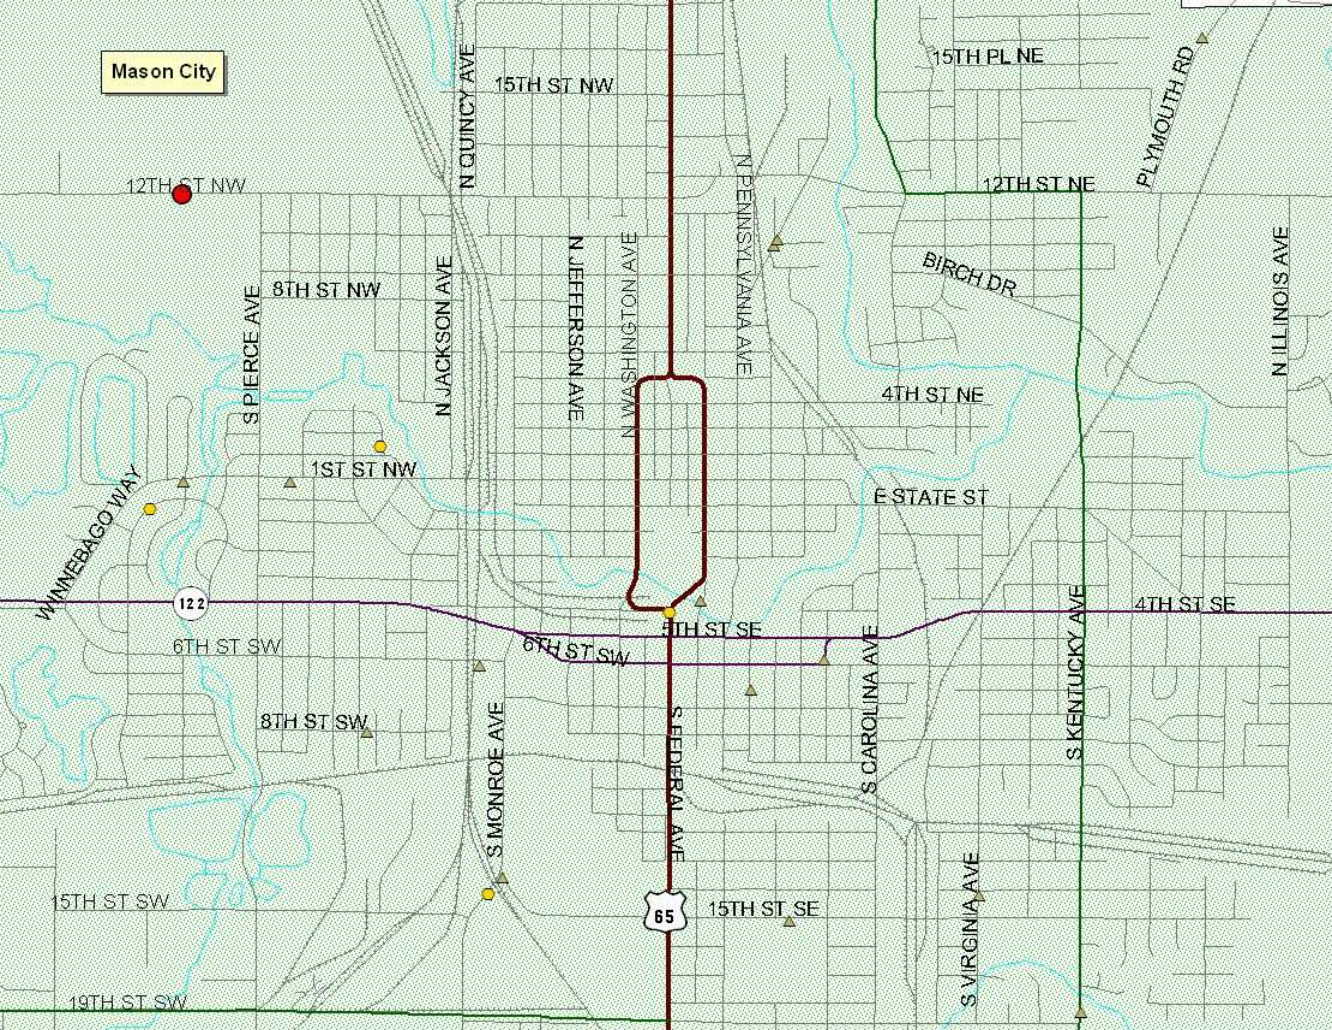 15TH PL NE
Mason City
15TH ST NW
N QUINCY AVE
PLYMOUTH RD
12TH ST NW
12TH ST NE
N PENNSYLVANIA AVE
BIRCH DR
N ILLINOIS AVE
8TH ST NW
S PIERCE AVE
N JACKSON AVE
N JEFFERSON AVE
N WASHINGTON AVE
4TH ST NE
1ST ST NW
E STATE ST
WINNEBAGO WAY
122
4TH ST SE
5TH ST SE
6TH ST SW
6TH ST SW
S CAROLINA AVE
S KENTUCKY AVE
8TH ST SW
S MONROE AVE
S FEDERAL AVE
15TH ST SW
65
15TH ST SE
S VIRGINIA AVE
19TH ST SW